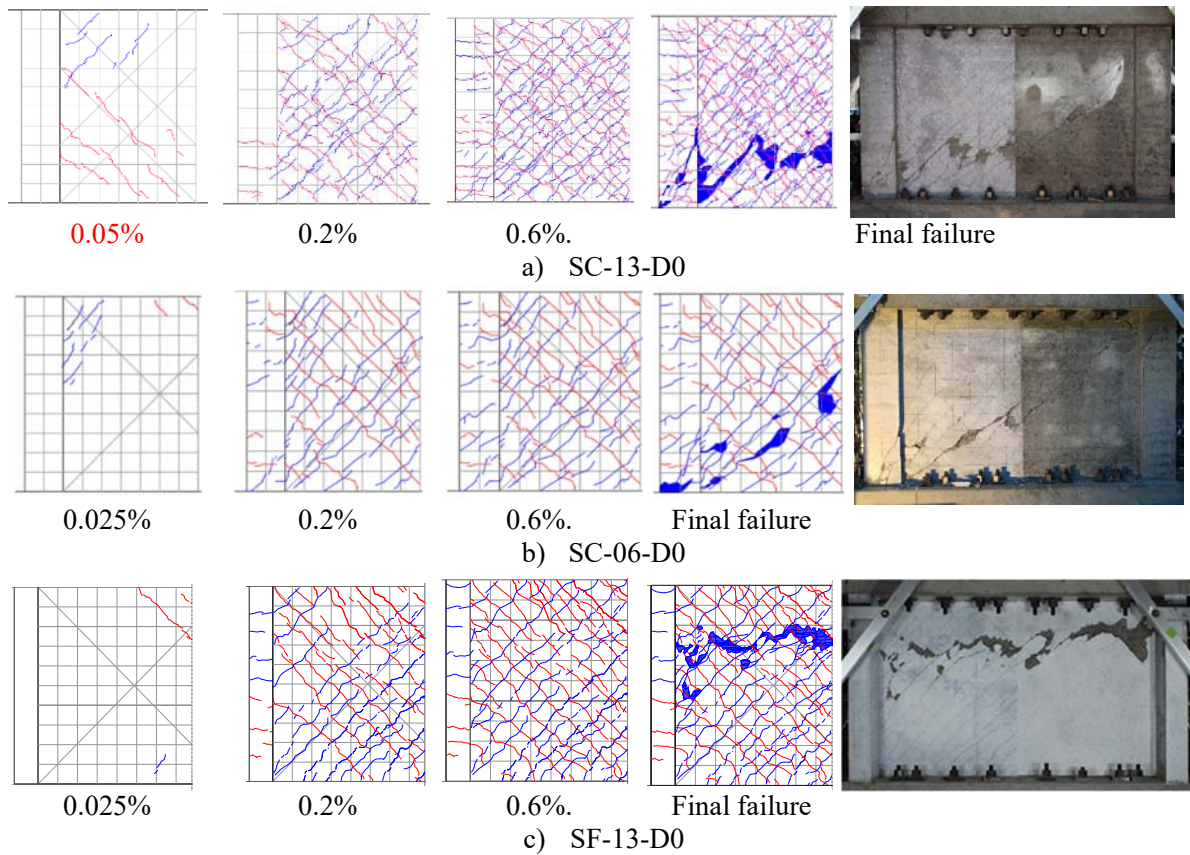 0.05% 0.2% 0.6%. Final failure
a) SC-13-D0
0.025% 0.2% 0.6%. Final failure
b) SC-06-D0
0.025% 0.2% 0.6%. Final failure
c) SF-13-D0